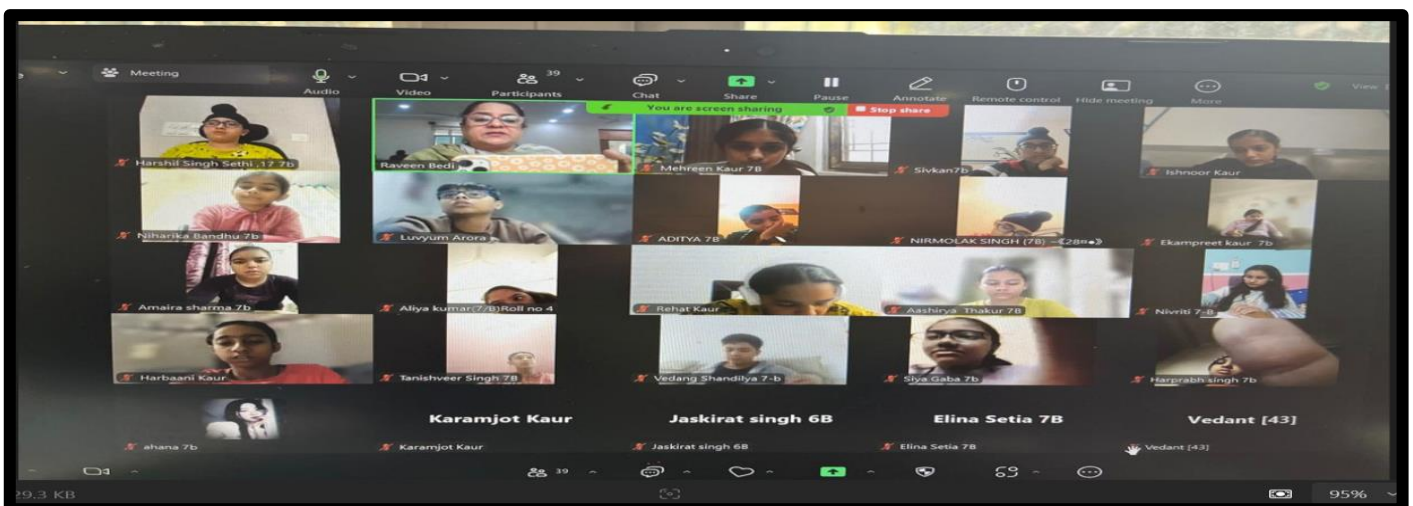 Meeting
39
Audio
Video
Participants
Chat
Share
Pause
Annotate
Remote control
Hide meeting
More
View
You are screen sharing
Stop share
Harshil Singh Sethi ,17 7b
Raveen Bedi
Mehreen Kaur 7B
Sivkan7b
Ishnoor Kaur
Niharika Bandhu 7b
Luvyum Arora
ADITYA 7B
NIRMOLAK SINGH (7B)
Ekampreet kaur 7b
Amaira sharma 7b
Aliya kumar(7/B)Roll no 4
Rehat Kaur
Aashirya Thakur 7B
Nivriti 7-B
Harbaani Kaur
Tanishveer Singh 7B
Vedang Shandilya 7-b
Siya Gaba 7b
Harprabh singh 7b
Karamjot Kaur
Jaskirat singh 6B
Elina Setia 7B
Vedant [43]
ahana 7b
Karamjot Kaur
Jaskirat singh 6B
Elina Setia 7B
Vedant [43]
39
29.3 KB
95%